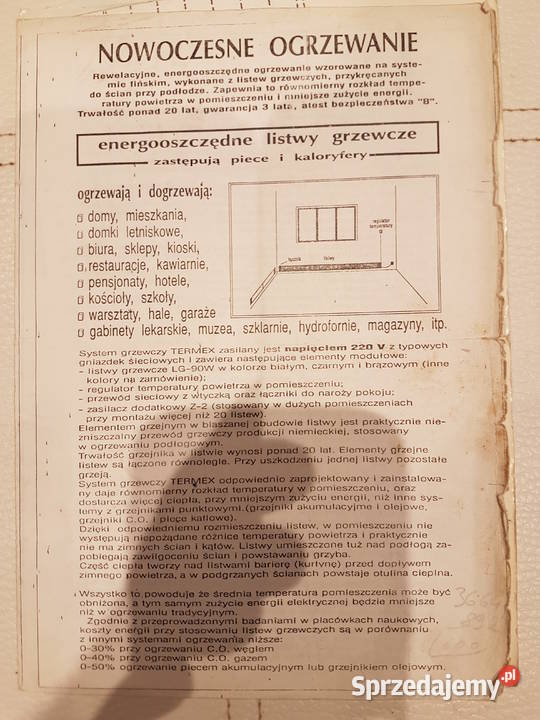 NOWOCZESNE OGRZEWANIE
Rewelacyjne, energooszczędne ogrzewanie wzorowane na syste-
mie fińskim, wykonane z listew grzewczych, przykręcanych
do ścian przy podłodze. Zapewnia to równomierny rozkład tempe-
ratury powietrza w pomieszczeniu i mniejsze zużycie energii.
Trwałość ponad 20 lat, gwarancja 3 lata, atest bezpieczeństwa "B".
energooszczędne listwy grzewcze
zastępują piece i kaloryfery
ogrzewają i dogrzewają:
domy, mieszkania,
domki letniskowe,
biura, sklepy, kioski,
restauracje, kawiarnie,
pensjonaty, hotele,
kościoły, szkoły,
warsztaty, hale, garaże
gabinety lekarskie, muzea, szklarnie, hydrofornie, magazyny, itp.
regulator
temperatury
łącznik listwy
System grzewczy TERMEX zasilany jest napięciem 220 V z typowych
gniazdek sieciowych i zawiera następujące elementy modułowe:
- listwy grzewcze LG-90W w kolorze białym, czarnym i brązowym (inne
kolory na zamówienie);
- regulator temperatury powietrza w pomieszczeniu;
- przewód sieciowy z wtyczką oraz łączniki do naroży pokoju;
- zasilacz dodatkowy Z-2 (stosowany w dużych pomieszczeniach
przy montażu więcej niż 20 listew).
Elementem grzejnym w blaszanej obudowie listwy jest praktycznie nie-
zniszczalny przewód grzewczy produkcji niemieckiej, stosowany
w ogrzewaniu podłogowym.
Trwałość grzejnika w listwie wynosi ponad 20 lat. Elementy grzejne
listew są łączone równolegle. Przy uszkodzeniu jednej listwy pozostałe
grzeją.
System grzewczy TERMEX odpowiednio zaprojektowany i zainstalowa-
ny daje równomierny rozkład temperatury w pomieszczeniu, oraz
dostarcza więcej ciepła, przy mniejszym zużyciu energii, niż inne sys-
temy z grzejnikami punktowymi.(grzejniki akumulacyjne i olejowe,
grzejniki C.O. i piece kaflowe).
Dzięki odpowiedniemu rozmieszczeniu listew, w pomieszczeniu nie
występują niepożądane różnice temperatury powietrza i praktycznie
nie ma zimnych ścian i kątów. Listwy umieszczone tuż nad podłogą za-
pobiegają zawilgoceniu ścian i powstawaniu grzyba.
Część ciepła tworzy nad listwami barierę (kurtynę) przed dopływem
zimnego powietrza, a w podgrzanych ścianach powstaje otulina cieplna.
Wszystko to powoduje że średnia temperatura pomieszczenia może być
obniżona, a tym samym zużycie energii elektrycznej będzie mniejsze
niż w ogrzewaniu tradycyjnym.
Zgodnie z przeprowadzonymi badaniami w placówkach naukowych,
koszty energii przy stosowaniu listew grzewczych są w porównaniu
z innymi systemami ogrzewania niższe:
0-30% przy ogrzewaniu C.O. węglem
0-40% przy ogrzewaniu C.O. gazem
0-50% ogrzewanie piecem akumulacyjnym lub grzejnikiem olejowym.
Sprzedajemy.pl